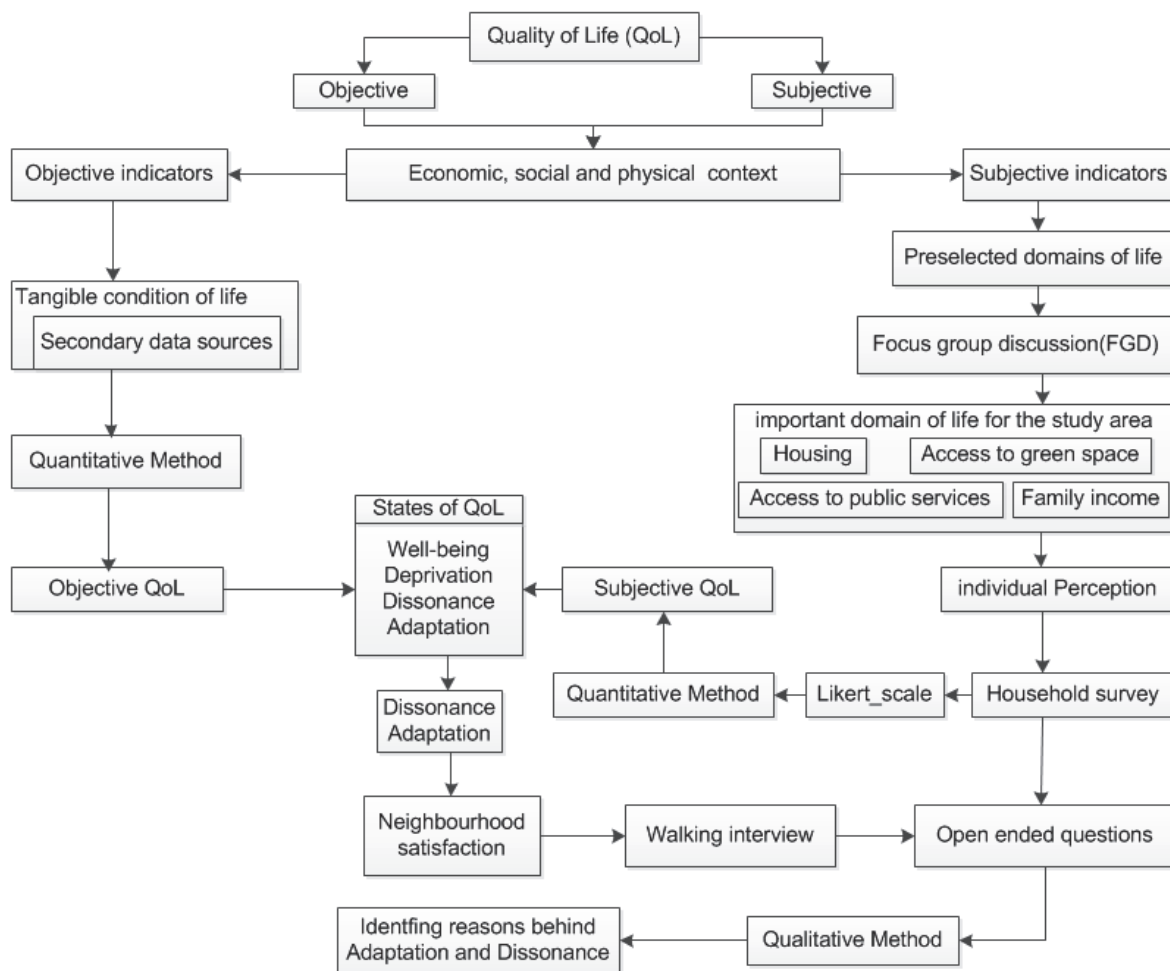 Quality of Life (QoL)
Objective
Subjective
Objective indicators
Economic, social and physical context
Subjective indicators
Preselected domains of life
Tangible condition of life
Secondary data sources
Focus group discussion(FGD)
important domain of life for the study area
Housing
Access to green space
Access to public services
Family income
Quantitative Method
States of QoL
Well-being
Deprivation
Dissonance
Adaptation
Objective QoL
Subjective QoL
individual Perception
Dissonance
Adaptation
Quantitative Method
Likert_scale
Household survey
Neighbourhood
satisfaction
Walking interview
Open ended questions
Identfing reasons behind
Adaptation and Dissonance
Qualitative Method